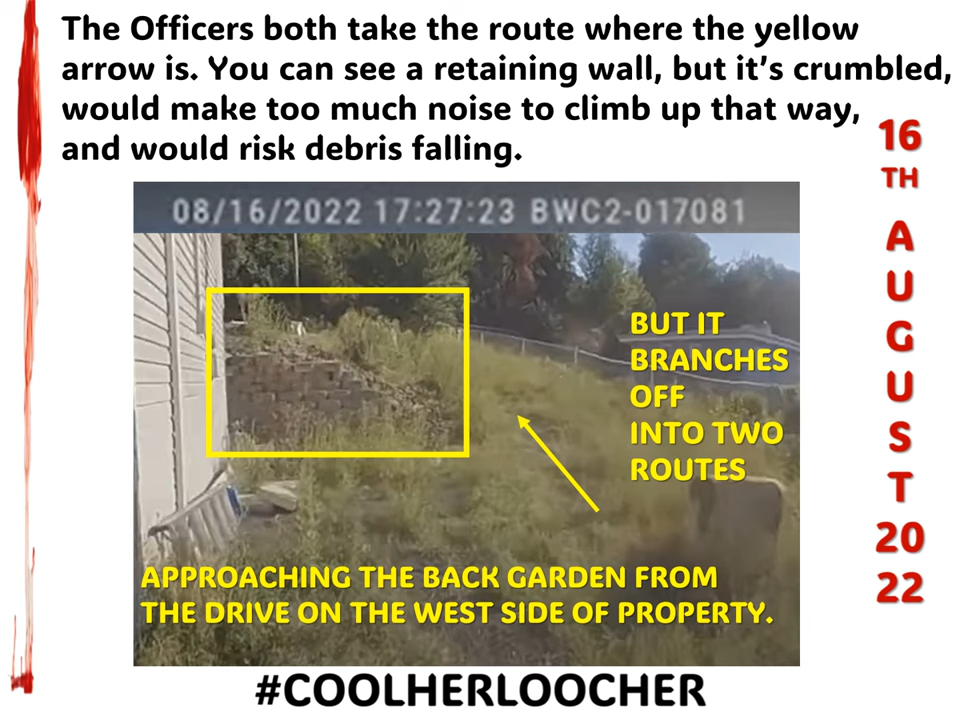 The Officers both take the route where the yellow
arrow is. You can see a retaining wall, but it's crumbled,
would make too much noise to climb up that way,
and would risk debris falling.
16
TH
A
U
G
U
S
T
20
22
08/16/2022 17:27:23 BWC2-017081
BUT IT
BRANCHES
OFF
INTO TWO
ROUTES
APPROACHING THE BACK GARDEN FROM
THE DRIVE ON THE WEST SIDE OF PROPERTY.
#COOLHERLOOCHER